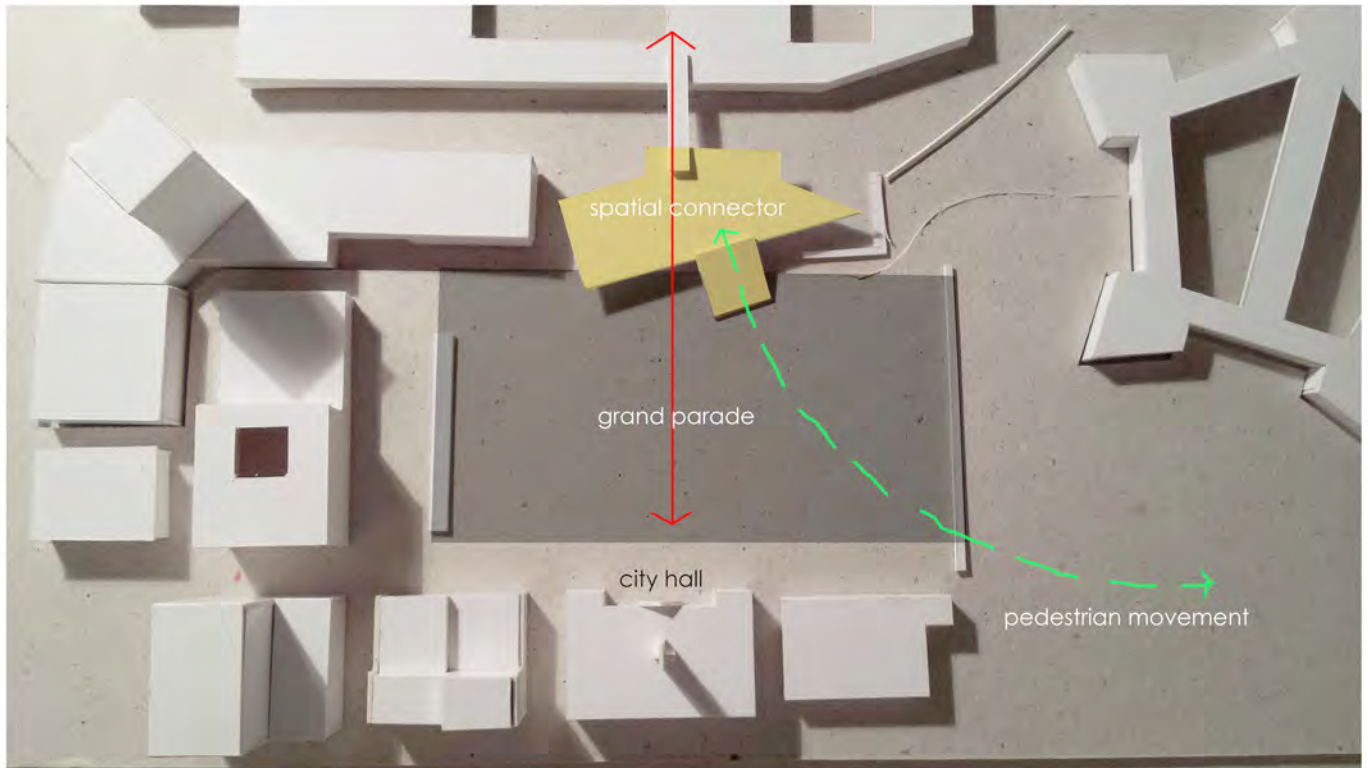 spatial connector
grand parade
city hall
pedestrian movement